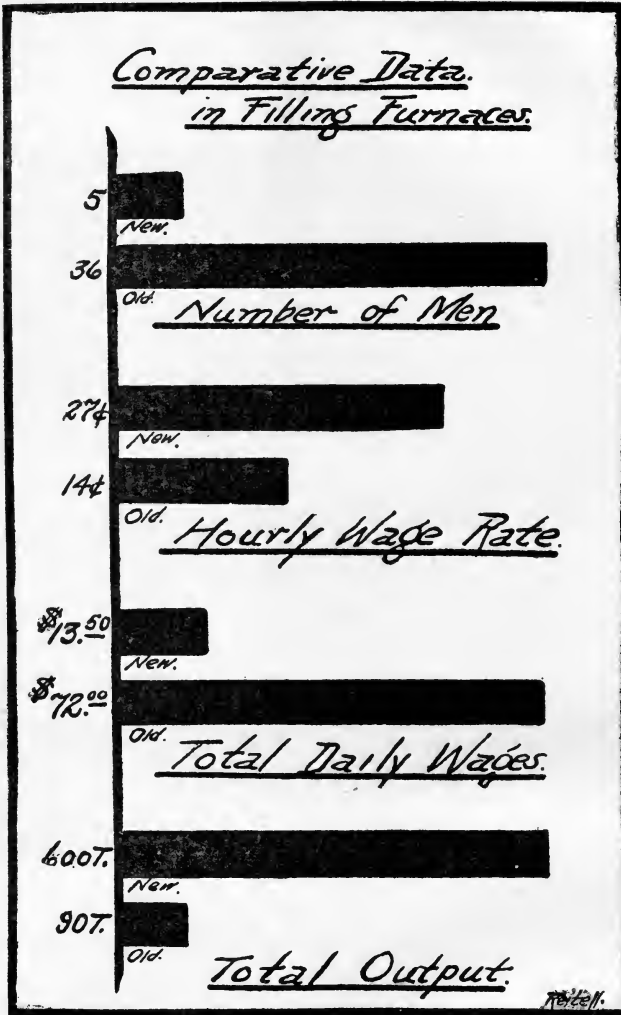 Comparative Data.
in Filling Furnaces.
5
New.
36
Old.
Number of Men
27¢
New.
14¢
Old.
Hourly Wage Rate.
$13.50
New.
$72.00
Old.
Total Daily Wages.
600T.
New.
90T.
Old.
Total Output.
Reitell.